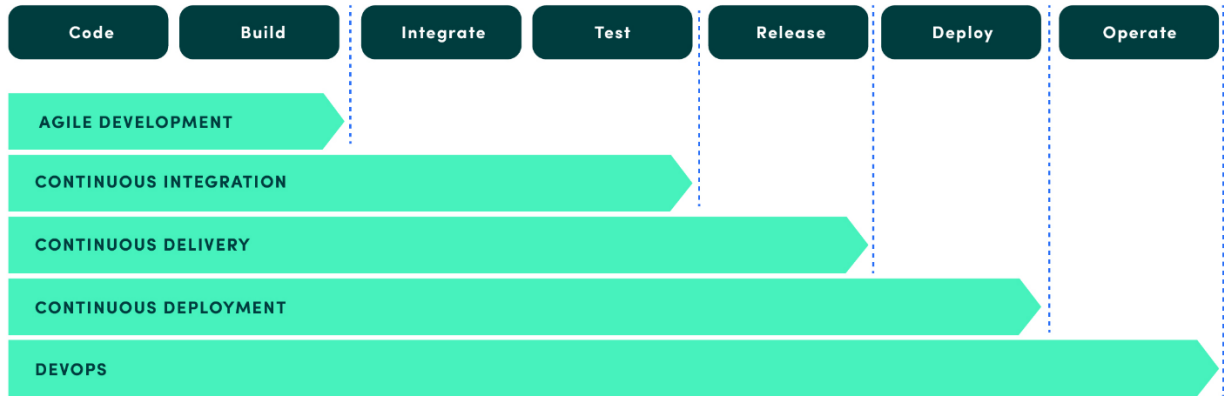 Code
Build
Integrate
Test
Release
Deploy
Operate
AGILE DEVELOPMENT
CONTINUOUS INTEGRATION
CONTINUOUS DELIVERY
CONTINUOUS DEPLOYMENT
DEVOPS